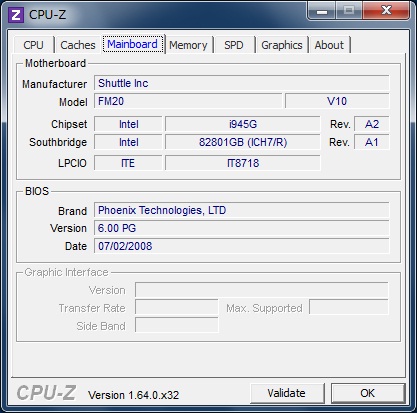 Z CPU-Z
CPU Caches Mainboard Memory SPD Graphics About
Motherboard
Manufacturer Shuttle Inc
Model FM20 V10
Chipset Intel i945G Rev. A2
Southbridge Intel 82801GB (ICH7/R) Rev. A1
LPCIO ITE IT8718
BIOS
Brand Phoenix Technologies, LTD
Version 6.00 PG
Date 07/02/2008
Graphic Interface
Version
Transfer Rate Max. Supported
Side Band
CPU-Z Version 1.64.0.x32 Validate OK